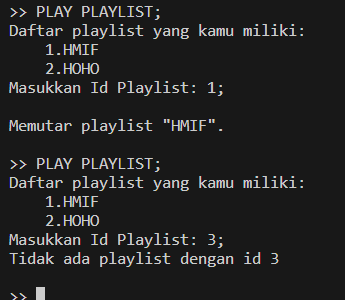 >> PLAY PLAYLIST;
Daftar playlist yang kamu miliki:
    1.HMIF
    2.HOHO
Masukkan Id Playlist: 1;

Memutar playlist "HMIF".

>> PLAY PLAYLIST;
Daftar playlist yang kamu miliki:
    1.HMIF
    2.HOHO
Masukkan Id Playlist: 3;
Tidak ada playlist dengan id 3

>>